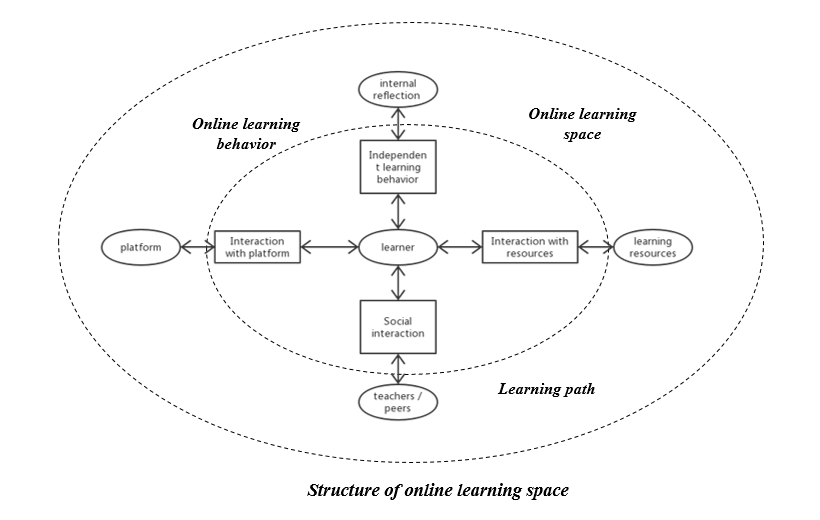 internal
reflection
Online learning
behavior
Online learning
space
Independen
t learning
behavior
platform
Interaction
with platform
learner
Interaction with
resources
learning
resources
Social
interaction
Learning path
teachers /
peers
Structure of online learning space